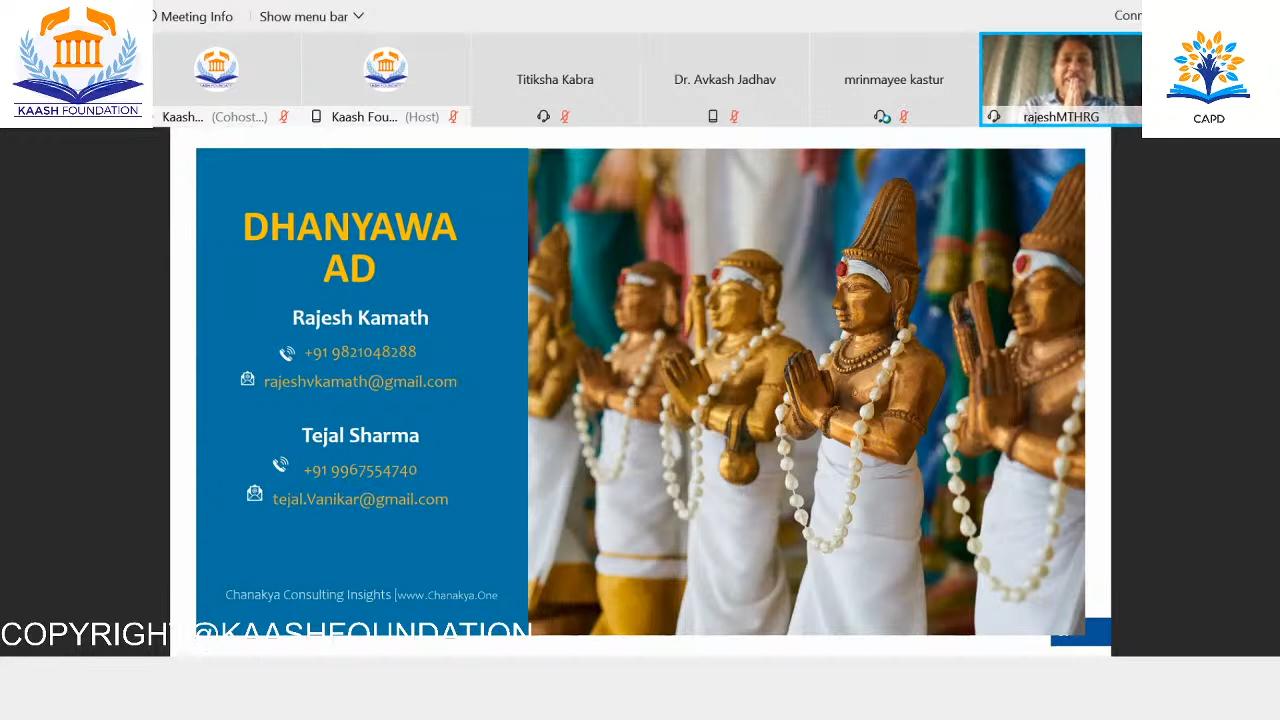 Meeting Info
Show menu bar
KAASH FOUNDATION
Titiksha Kabra
Dr. Avkash Jadhav
mrinmayee kastur
Kaash... (Cohost...)
Kaash Fou... (Host)
rajeshMTHRG
CAPD
DHANYAWA
AD
Rajesh Kamath
+91 9821048288
rajeshvkamath@gmail.com
Tejal Sharma
+91 9967554740
tejal.Vanikar@gmail.com
Chanakya Consulting Insights |www.Chanakya.One
COPYRIGHT@KAASHFOUNDATION